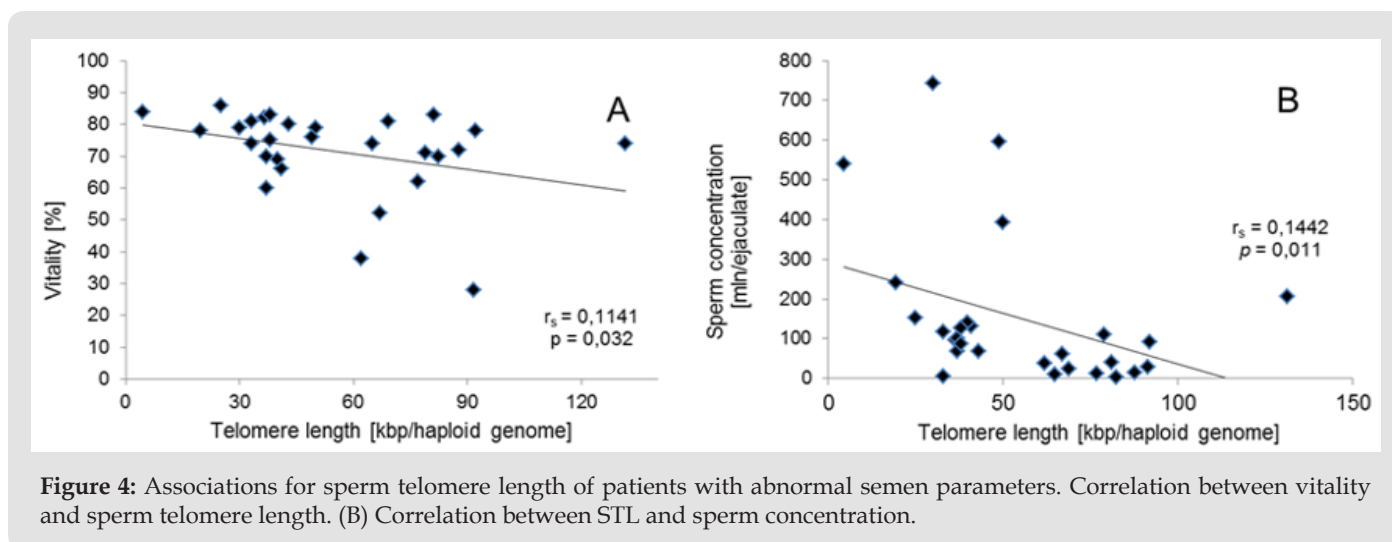 100
90
80
70
60
50
40
30
20
10
0
Vitality [%]
A
r_s = 0,1141
p = 0,032
0 30 60 90 120
Telomere length [kbp/haploid genome]
800
700
600
500
400
300
200
100
0
Sperm concentration
[mln/ejaculate]
B
r_s = 0,1442
p = 0,011
0 50 100 150
Telomere length [kbp/haploid genome]
Figure 4: Associations for sperm telomere length of patients with abnormal semen parameters. Correlation between vitality
and sperm telomere length. (B) Correlation between STL and sperm concentration.